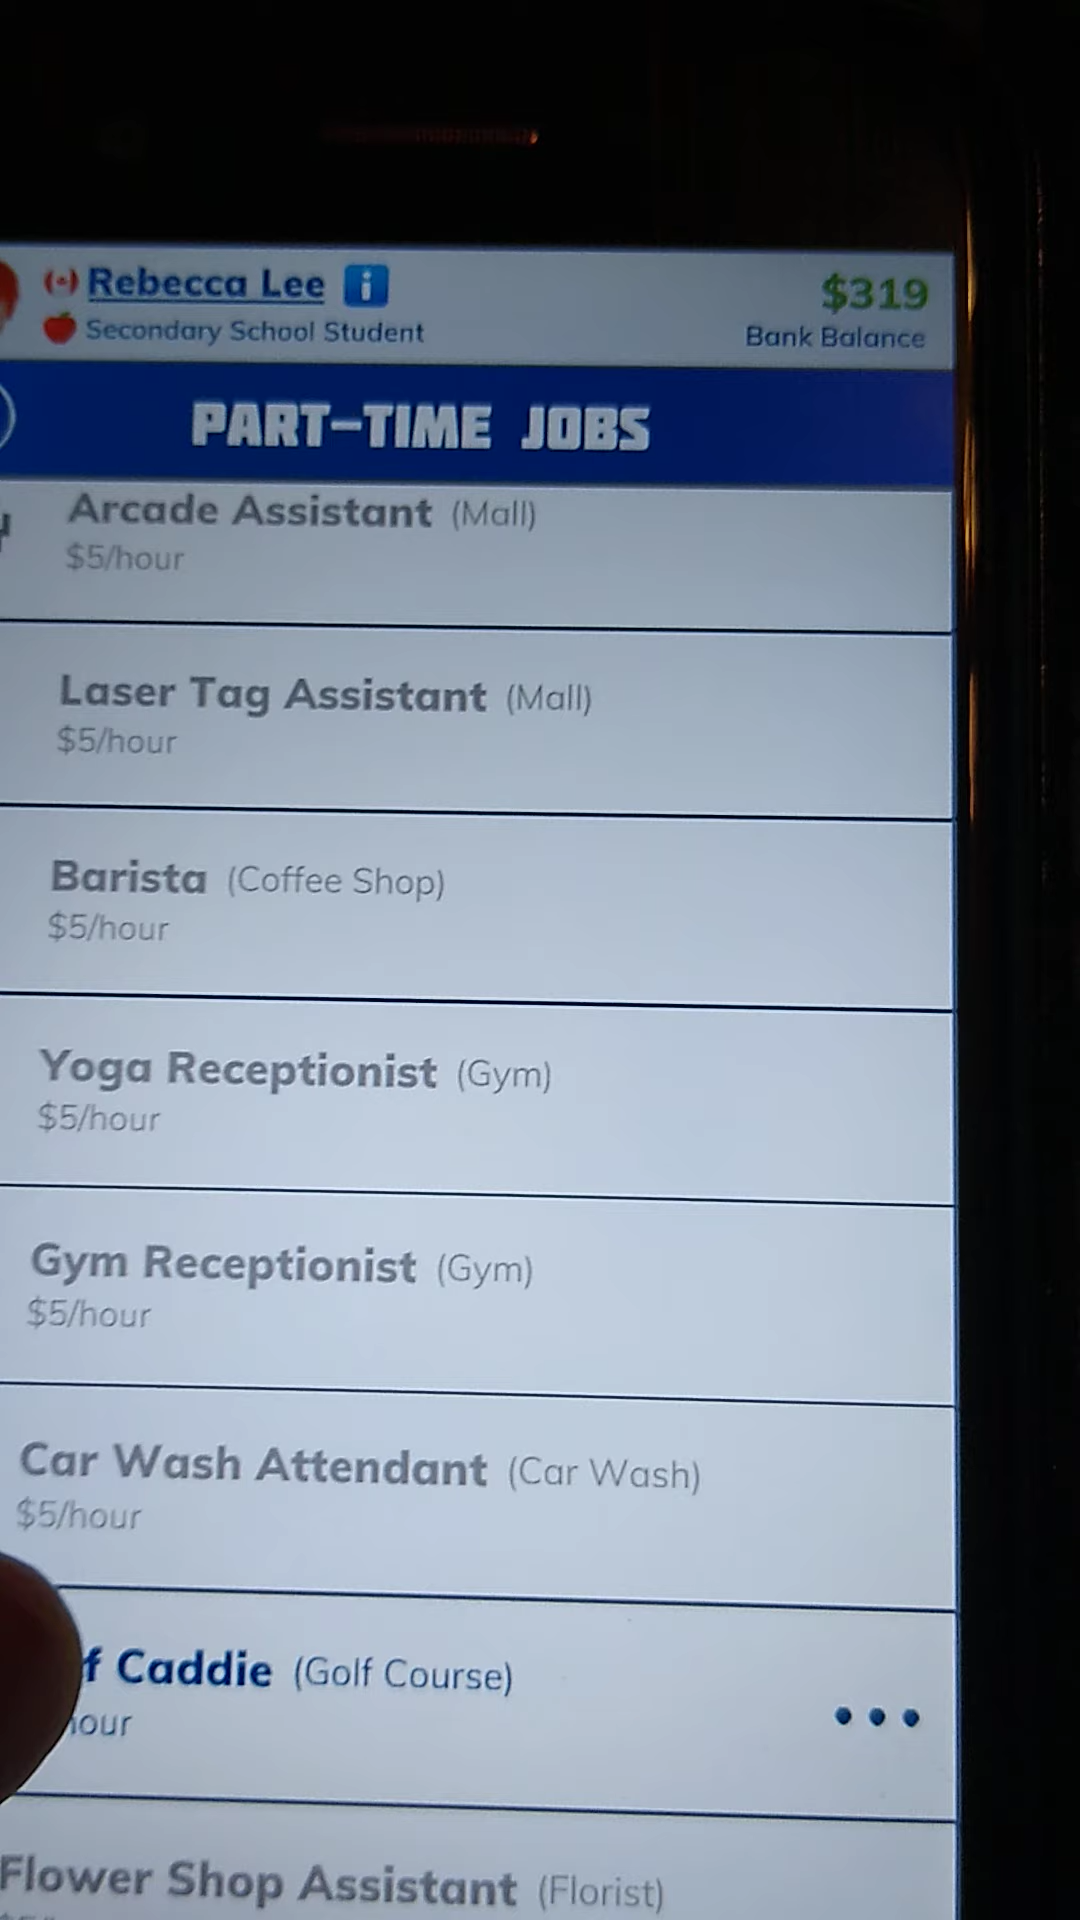 Rebecca Lee i
$319
Secondary School Student
Bank Balance
PART-TIME JOBS
Arcade Assistant (Mall)
$5/hour
Laser Tag Assistant (Mall)
$5/hour
Barista (Coffee Shop)
$5/hour
Yoga Receptionist (Gym)
$5/hour
Gym Receptionist (Gym)
$5/hour
Car Wash Attendant (Car Wash)
$5/hour
f Caddie (Golf Course)
our
Flower Shop Assistant (Florist)